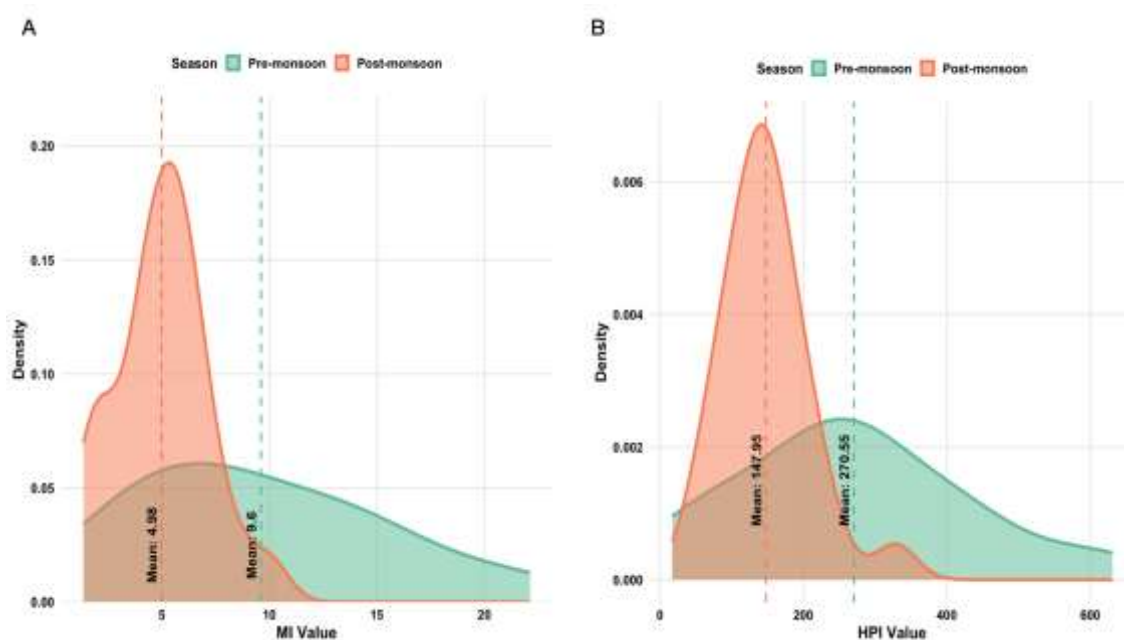 A
Season Pre-monsoon Post-monsoon
0.20
0.15
0.10
0.05
0.00
Density
Mean: 4.98
Mean: 9.6
5 10 15 20
MI Value
B
Season Pre-monsoon Post-monsoon
0.006
0.004
0.002
0.000
Density
Mean: 147.95
Mean: 270.55
0 200 400 600
HPI Value